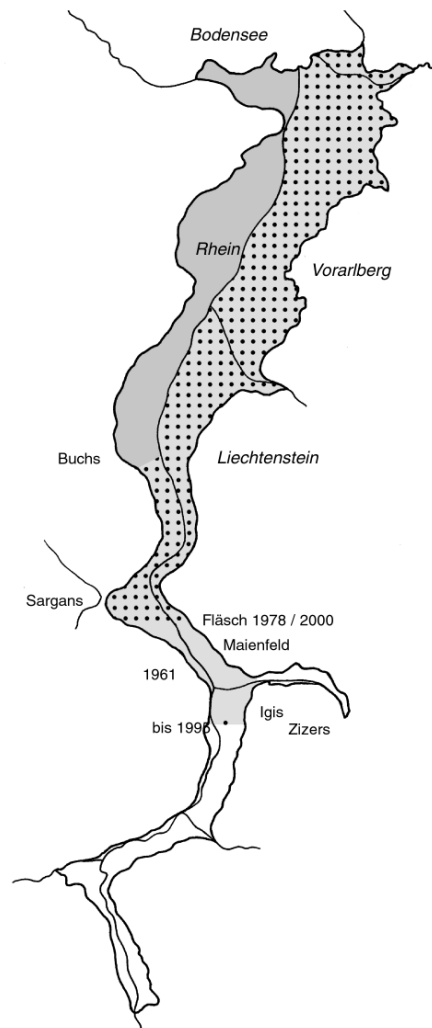 Bodensee
Rhein
Vorarlberg
Buchs
Liechtenstein
Sargans
Fläsch 1978 / 2000
Maienfeld
1961
Igis
bis 1995
Zizers